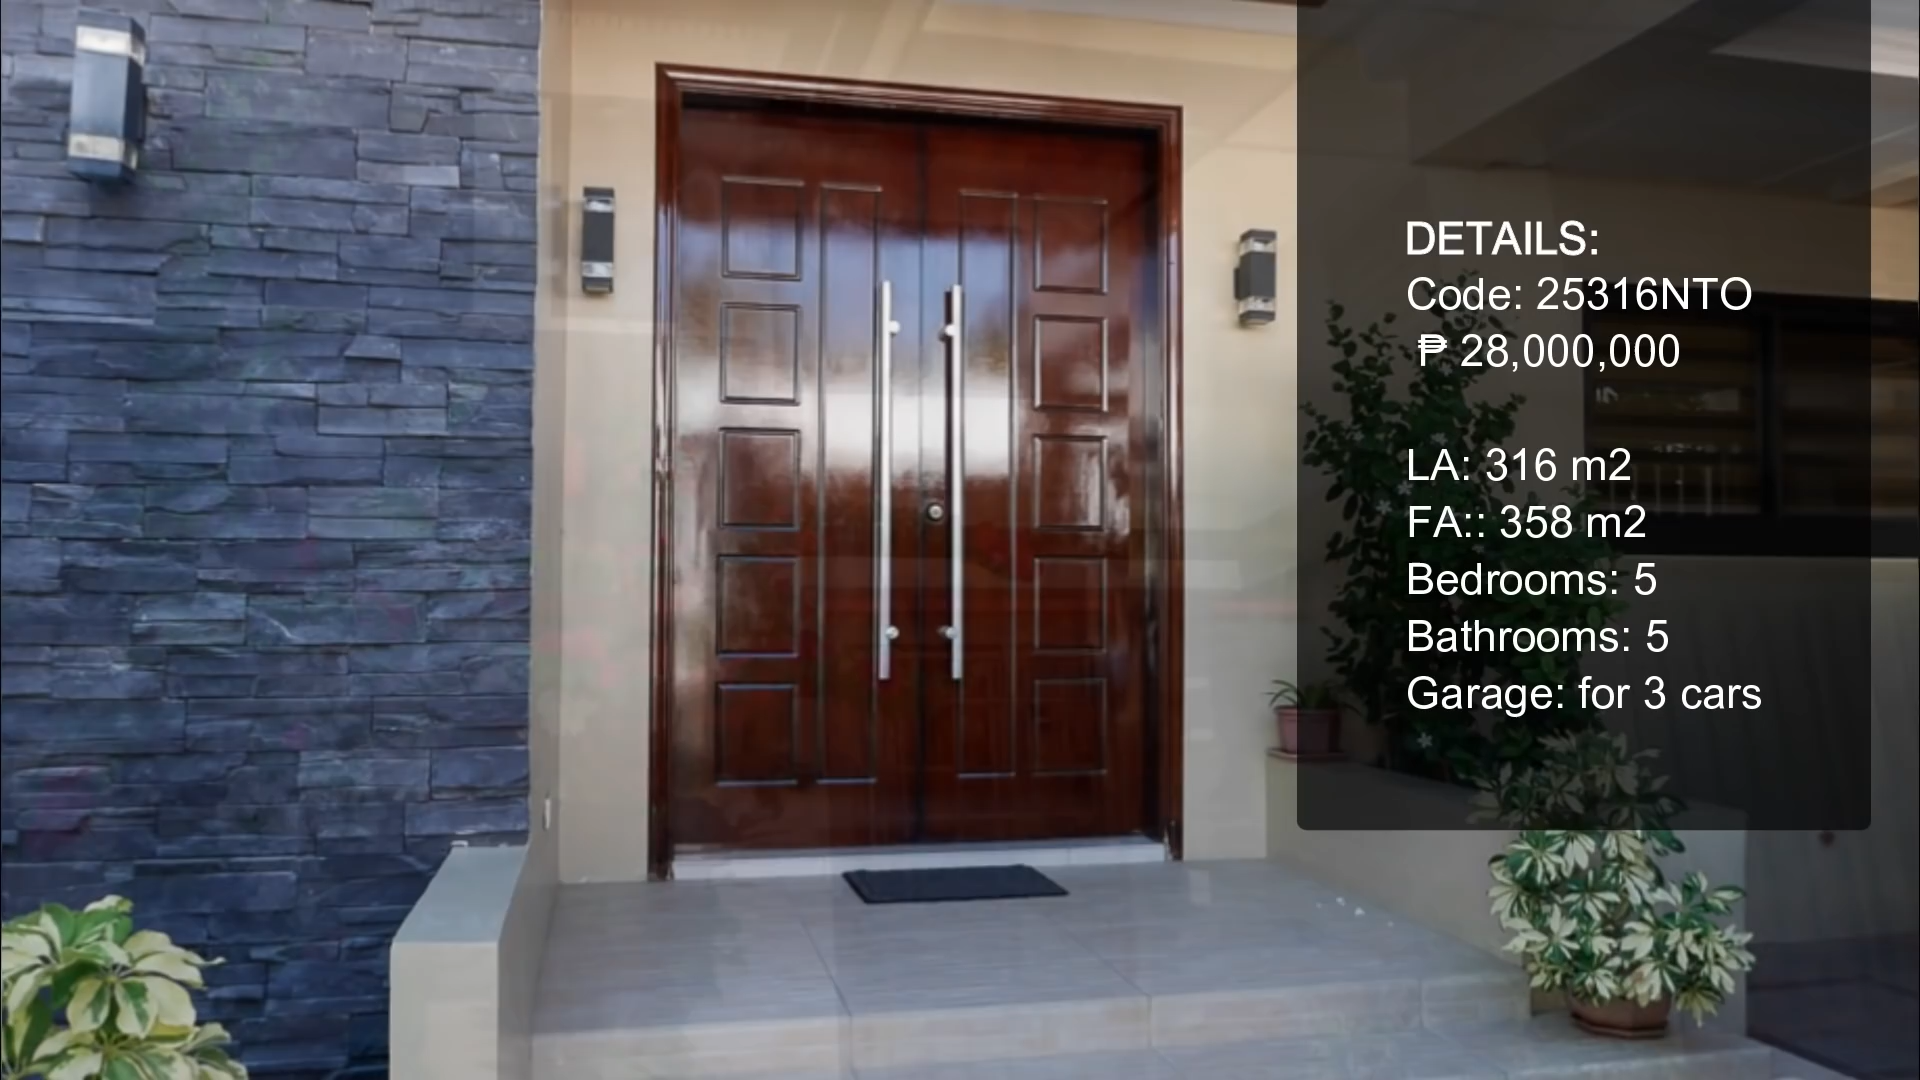 DETAILS:
Code: 25316NTO
₱ 28,000,000
LA: 316 m2
FA:: 358 m2
Bedrooms: 5
Bathrooms: 5
Garage: for 3 cars